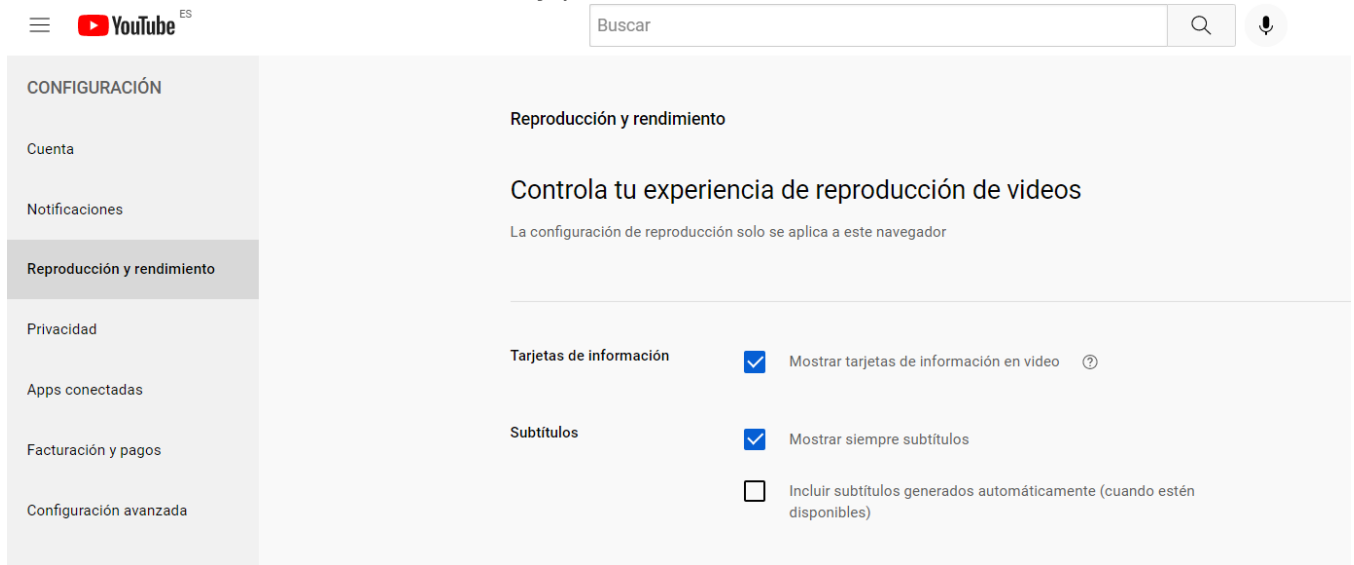 YouTube ES
Buscar
CONFIGURACIÓN
Cuenta
Notificaciones
Reproducción y rendimiento
Privacidad
Apps conectadas
Facturación y pagos
Configuración avanzada
Reproducción y rendimiento
Controla tu experiencia de reproducción de videos
La configuración de reproducción solo se aplica a este navegador
Tarjetas de información
Mostrar tarjetas de información en video
Subtítulos
Mostrar siempre subtítulos
Incluir subtítulos generados automáticamente (cuando estén
disponibles)